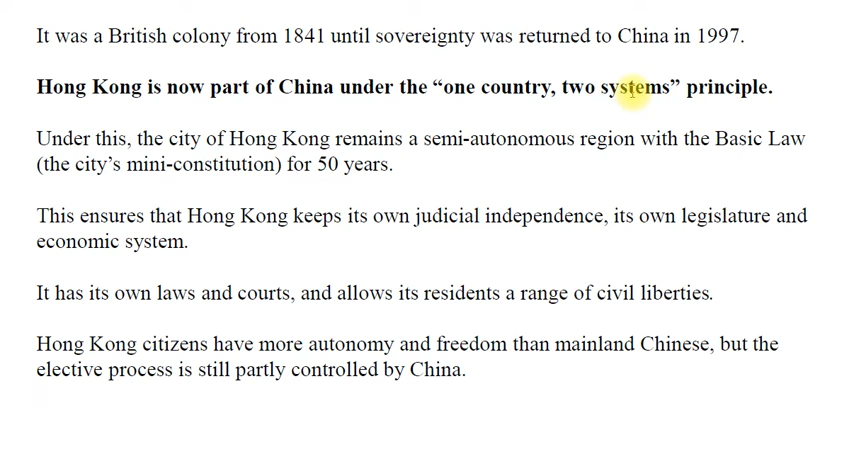 It was a British colony from 1841 until sovereignty was returned to China in 1997.
Hong Kong is now part of China under the “one country, two systems” principle.
Under this, the city of Hong Kong remains a semi-autonomous region with the Basic Law
(the city’s mini-constitution) for 50 years.
This ensures that Hong Kong keeps its own judicial independence, its own legislature and
economic system.
It has its own laws and courts, and allows its residents a range of civil liberties.
Hong Kong citizens have more autonomy and freedom than mainland Chinese, but the
elective process is still partly controlled by China.